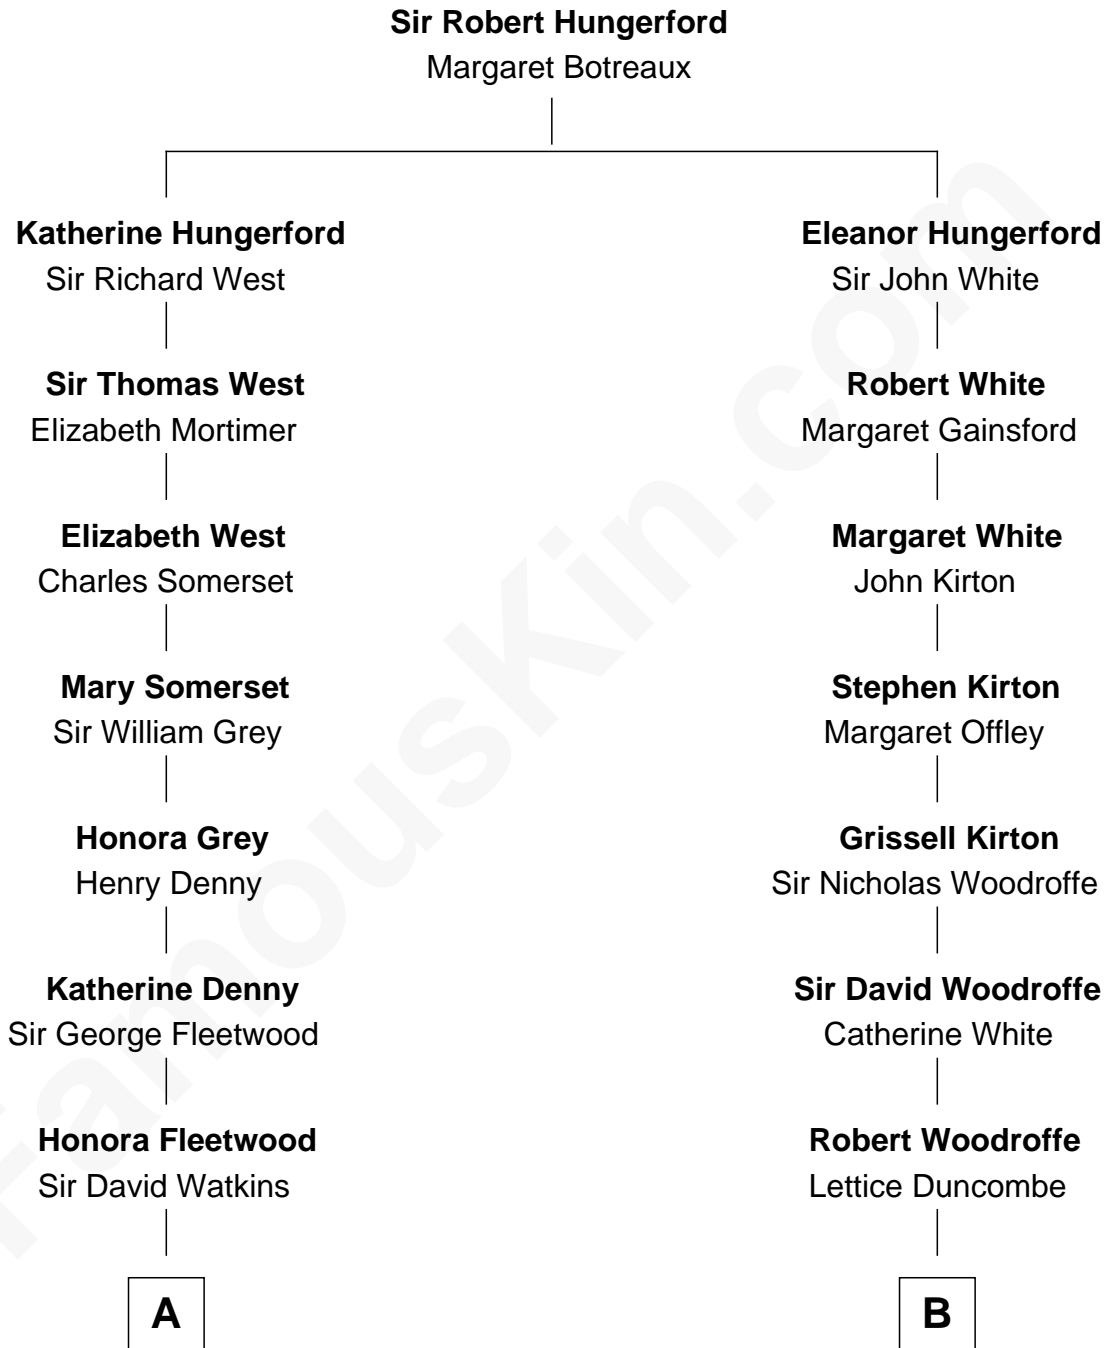 Sir Robert Hungerford
Margaret Botreaux
Katherine Hungerford
Sir Richard West
Eleanor Hungerford
Sir John White
Sir Thomas West
Elizabeth Mortimer
Robert White
Margaret Gainsford
Elizabeth West
Charles Somerset
Margaret White
John Kirton
Mary Somerset
Sir William Grey
Stephen Kirton
Margaret Offley
Honora Grey
Henry Denny
Grissell Kirton
Sir Nicholas Woodroffe
Katherine Denny
Sir George Fleetwood
Sir David Woodroffe
Catherine White
Honora Fleetwood
Sir David Watkins
Robert Woodroffe
Lettice Duncombe
A
B
FamousKin.com